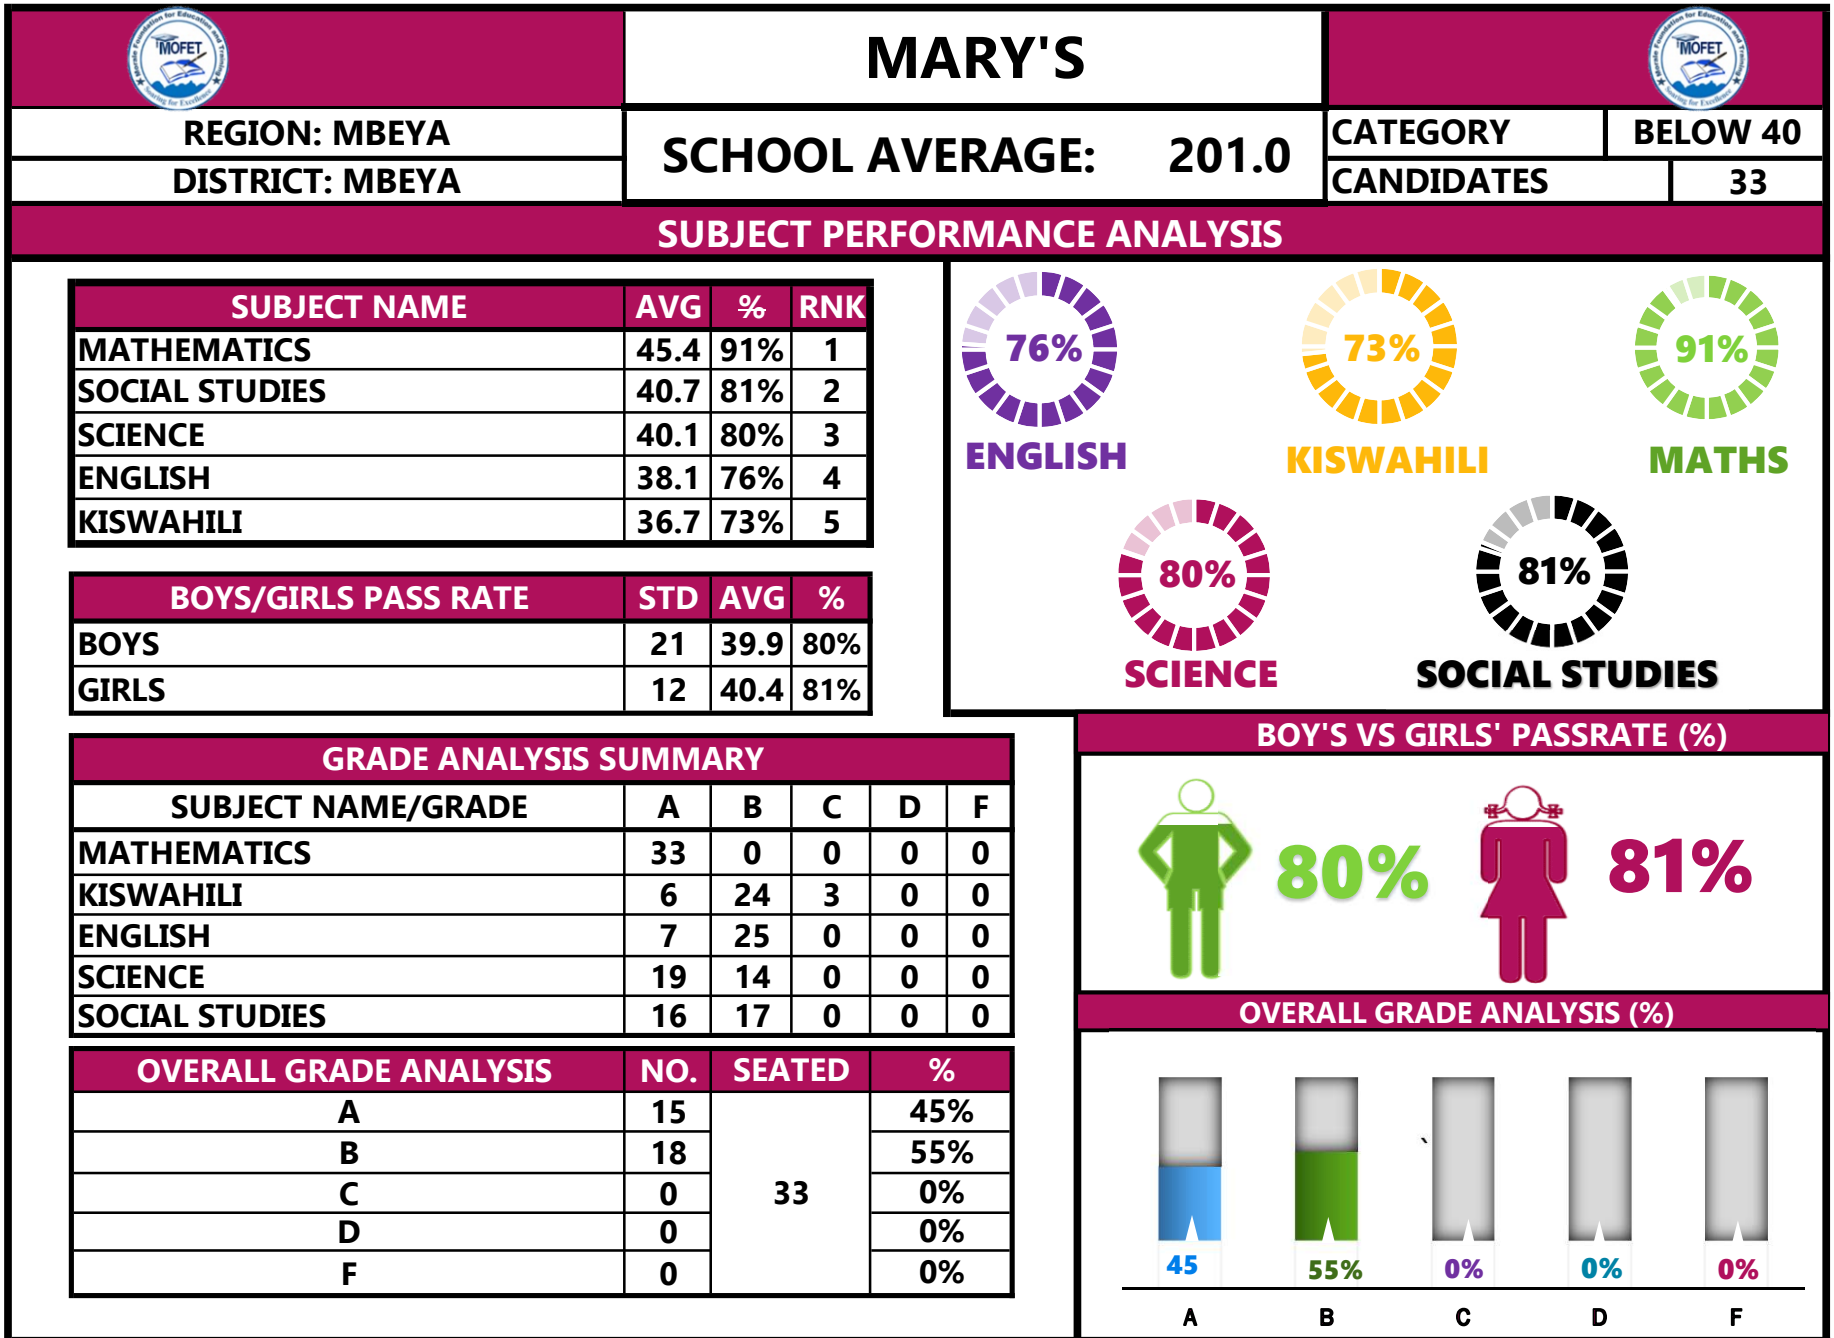 MOFET
MARY'S
MOFET
REGION: MBEYA
DISTRICT: MBEYA
SCHOOL AVERAGE: 201.0
CATEGORY BELOW 40
CANDIDATES 33
SUBJECT PERFORMANCE ANALYSIS
SUBJECT NAME AVG % RNK
MATHEMATICS 45.4 91% 1
SOCIAL STUDIES 40.7 81% 2
SCIENCE 40.1 80% 3
ENGLISH 38.1 76% 4
KISWAHILI 36.7 73% 5
76% 73% 91%
ENGLISH KISWAHILI MATHS
80% 81%
SCIENCE SOCIAL STUDIES
BOYS/GIRLS PASS RATE STD AVG %
BOYS 21 39.9 80%
GIRLS 12 40.4 81%
BOY'S VS GIRLS' PASSRATE (%)
80% 81%
GRADE ANALYSIS SUMMARY
SUBJECT NAME/GRADE A B C D F
MATHEMATICS 33 0 0 0 0
KISWAHILI 6 24 3 0 0
ENGLISH 7 25 0 0 0
SCIENCE 19 14 0 0 0
SOCIAL STUDIES 16 17 0 0 0
OVERALL GRADE ANALYSIS NO. SEATED %
A 15 45%
B 18 55%
C 0 33 0%
D 0 0%
F 0 0%
OVERALL GRADE ANALYSIS (%)
`
45 55% 0% 0% 0%
A B C D F